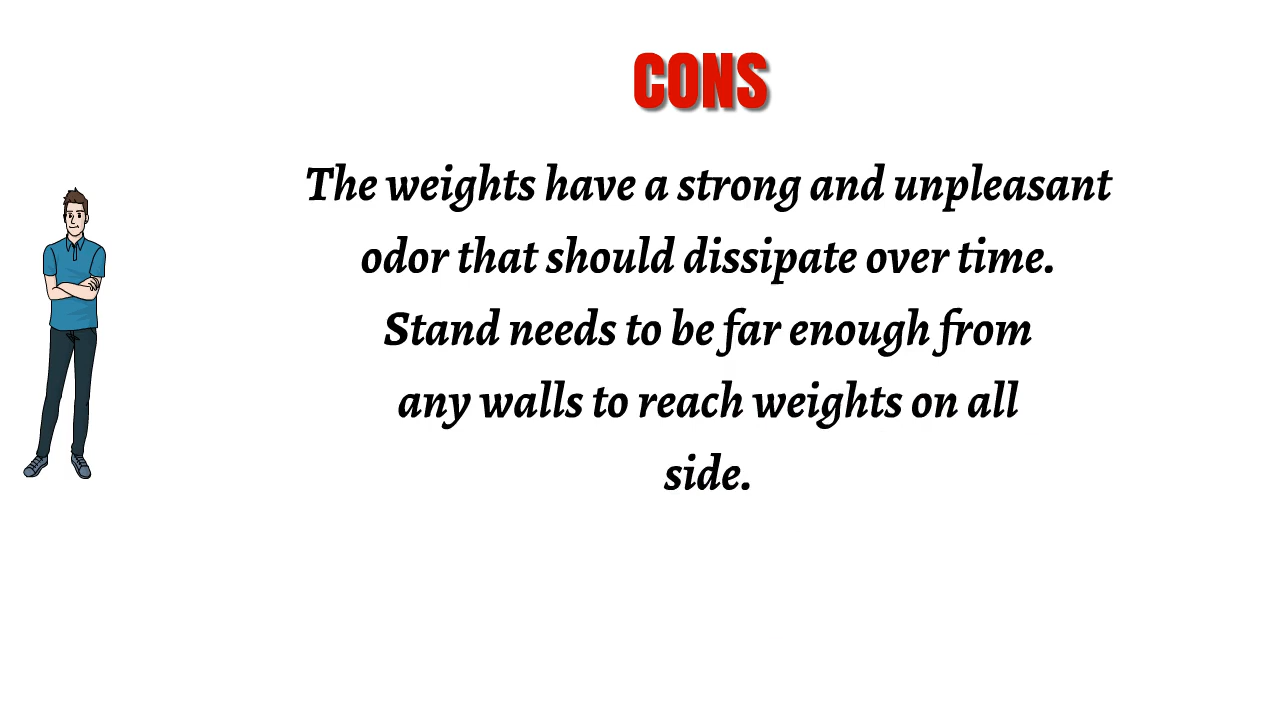 CONS
The weights have a strong and unpleasant
odor that should dissipate over time.
Stand needs to be far enough from
any walls to reach weights on all
side.